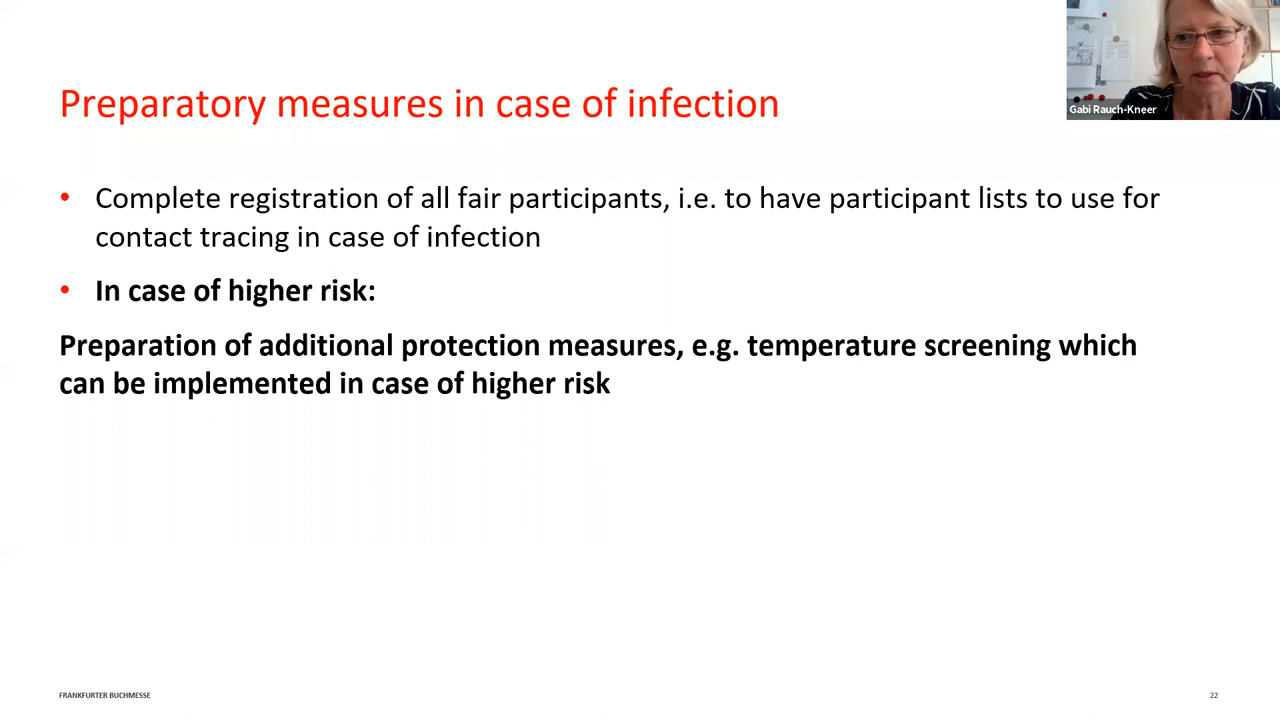 Preparatory measures in case of infection
Gabi Rauch-Kneer
• Complete registration of all fair participants, i.e. to have participant lists to use for
contact tracing in case of infection
• In case of higher risk:
Preparation of additional protection measures, e.g. temperature screening which
can be implemented in case of higher risk
FRANKFURTER BUCHMESSE
22